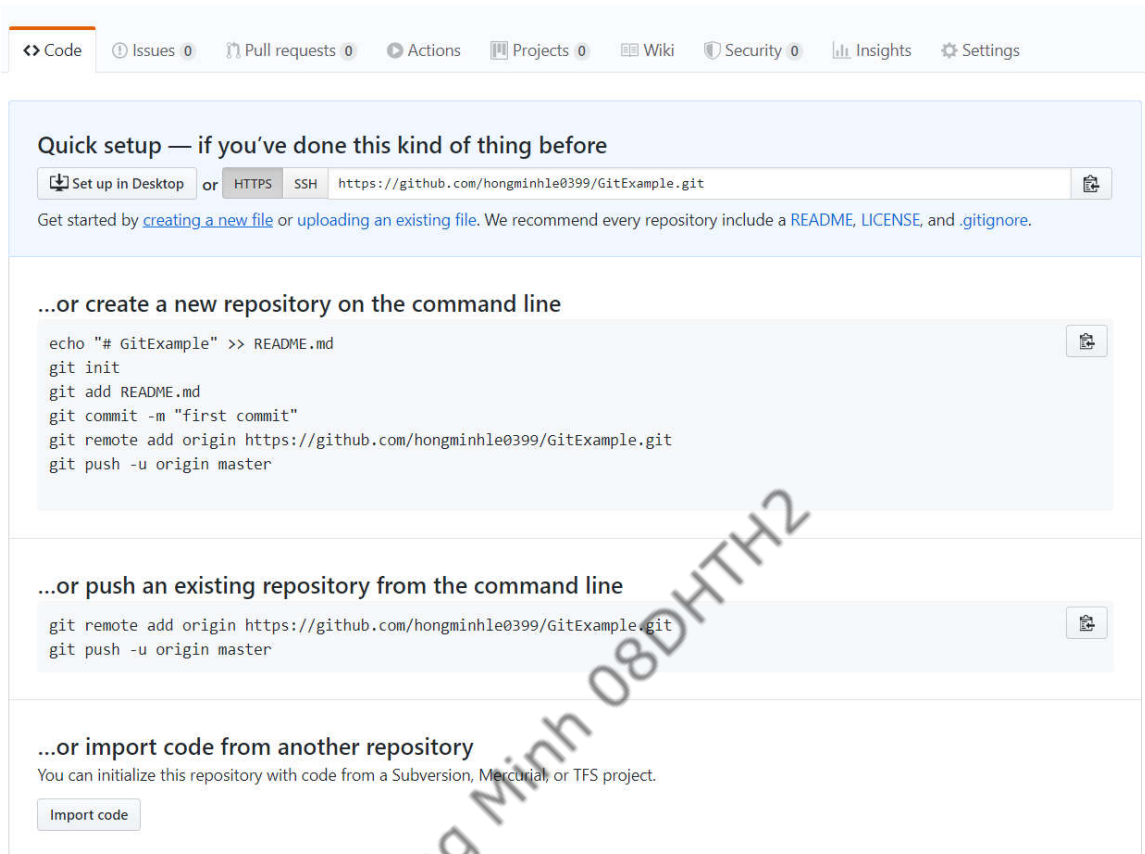 Code Issues 0 Pull requests 0 Actions Projects 0 Wiki Security 0 Insights Settings
Quick setup — if you've done this kind of thing before
Set up in Desktop or HTTPS SSH https://github.com/hongminhle0399/GitExample.git
Get started by creating a new file or uploading an existing file. We recommend every repository include a README, LICENSE, and .gitignore.
...or create a new repository on the command line
echo "# GitExample" >> README.md
git init
git add README.md
git commit -m "first commit"
git remote add origin https://github.com/hongminhle0399/GitExample.git
git push -u origin master
...or push an existing repository from the command line
git remote add origin https://github.com/hongminhle0399/GitExample.git
git push -u origin master
...or import code from another repository
You can initialize this repository with code from a Subversion, Mercurial, or TFS project.
Import code
Minh 08DHTH2